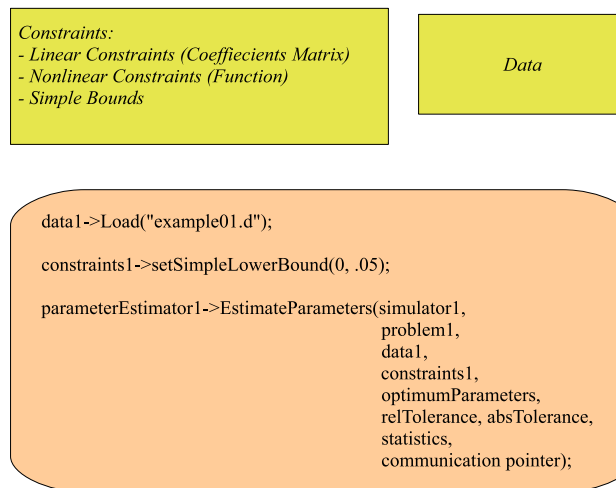 Constraints:
- Linear Constraints (Coeffiecients Matrix)
- Nonlinear Constraints (Function)
- Simple Bounds
Data
data1->Load("example01.d");
constraints1->setSimpleLowerBound(0, .05);
parameterEstimator1->EstimateParameters(simulator1,
problem1,
data1,
constraints1,
optimumParameters,
relTolerance, absTolerance,
statistics,
communication pointer);